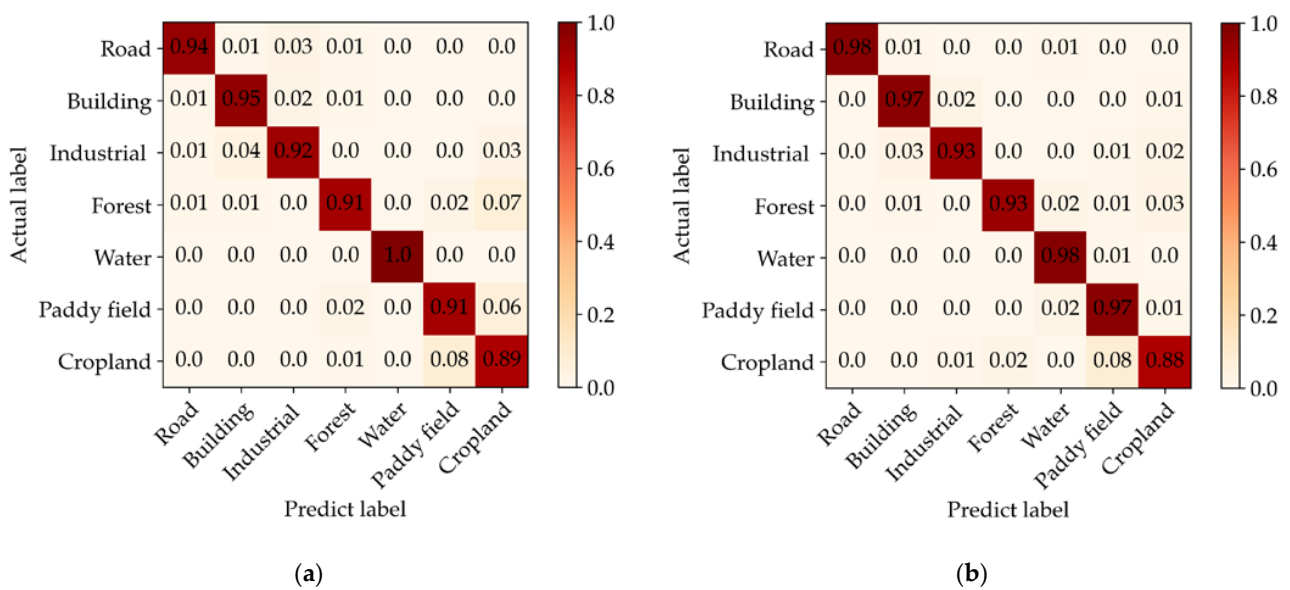 Actual label
Road 0.94 0.01 0.03 0.01 0.0 0.0 0.0
Building 0.01 0.95 0.02 0.01 0.0 0.0 0.0
Industrial 0.01 0.04 0.92 0.0 0.0 0.0 0.03
Forest 0.01 0.01 0.0 0.91 0.0 0.02 0.07
Water 0.0 0.0 0.0 0.0 1.0 0.0 0.0
Paddy field 0.0 0.0 0.0 0.02 0.0 0.91 0.06
Cropland 0.0 0.0 0.0 0.01 0.0 0.08 0.89
Road Building Industrial Forest Water Paddy field Cropland
Predict label
1.0
0.8
0.6
0.4
0.2
0.0
(a)
Actual label
Road 0.98 0.01 0.0 0.0 0.01 0.0 0.0
Building 0.0 0.97 0.02 0.0 0.0 0.0 0.01
Industrial 0.0 0.03 0.93 0.0 0.0 0.01 0.02
Forest 0.0 0.01 0.0 0.93 0.02 0.01 0.03
Water 0.0 0.0 0.0 0.0 0.98 0.01 0.0
Paddy field 0.0 0.0 0.0 0.0 0.02 0.97 0.01
Cropland 0.0 0.0 0.01 0.02 0.0 0.08 0.88
Road Building Industrial Forest Water Paddy field Cropland
Predict label
1.0
0.8
0.6
0.4
0.2
0.0
(b)